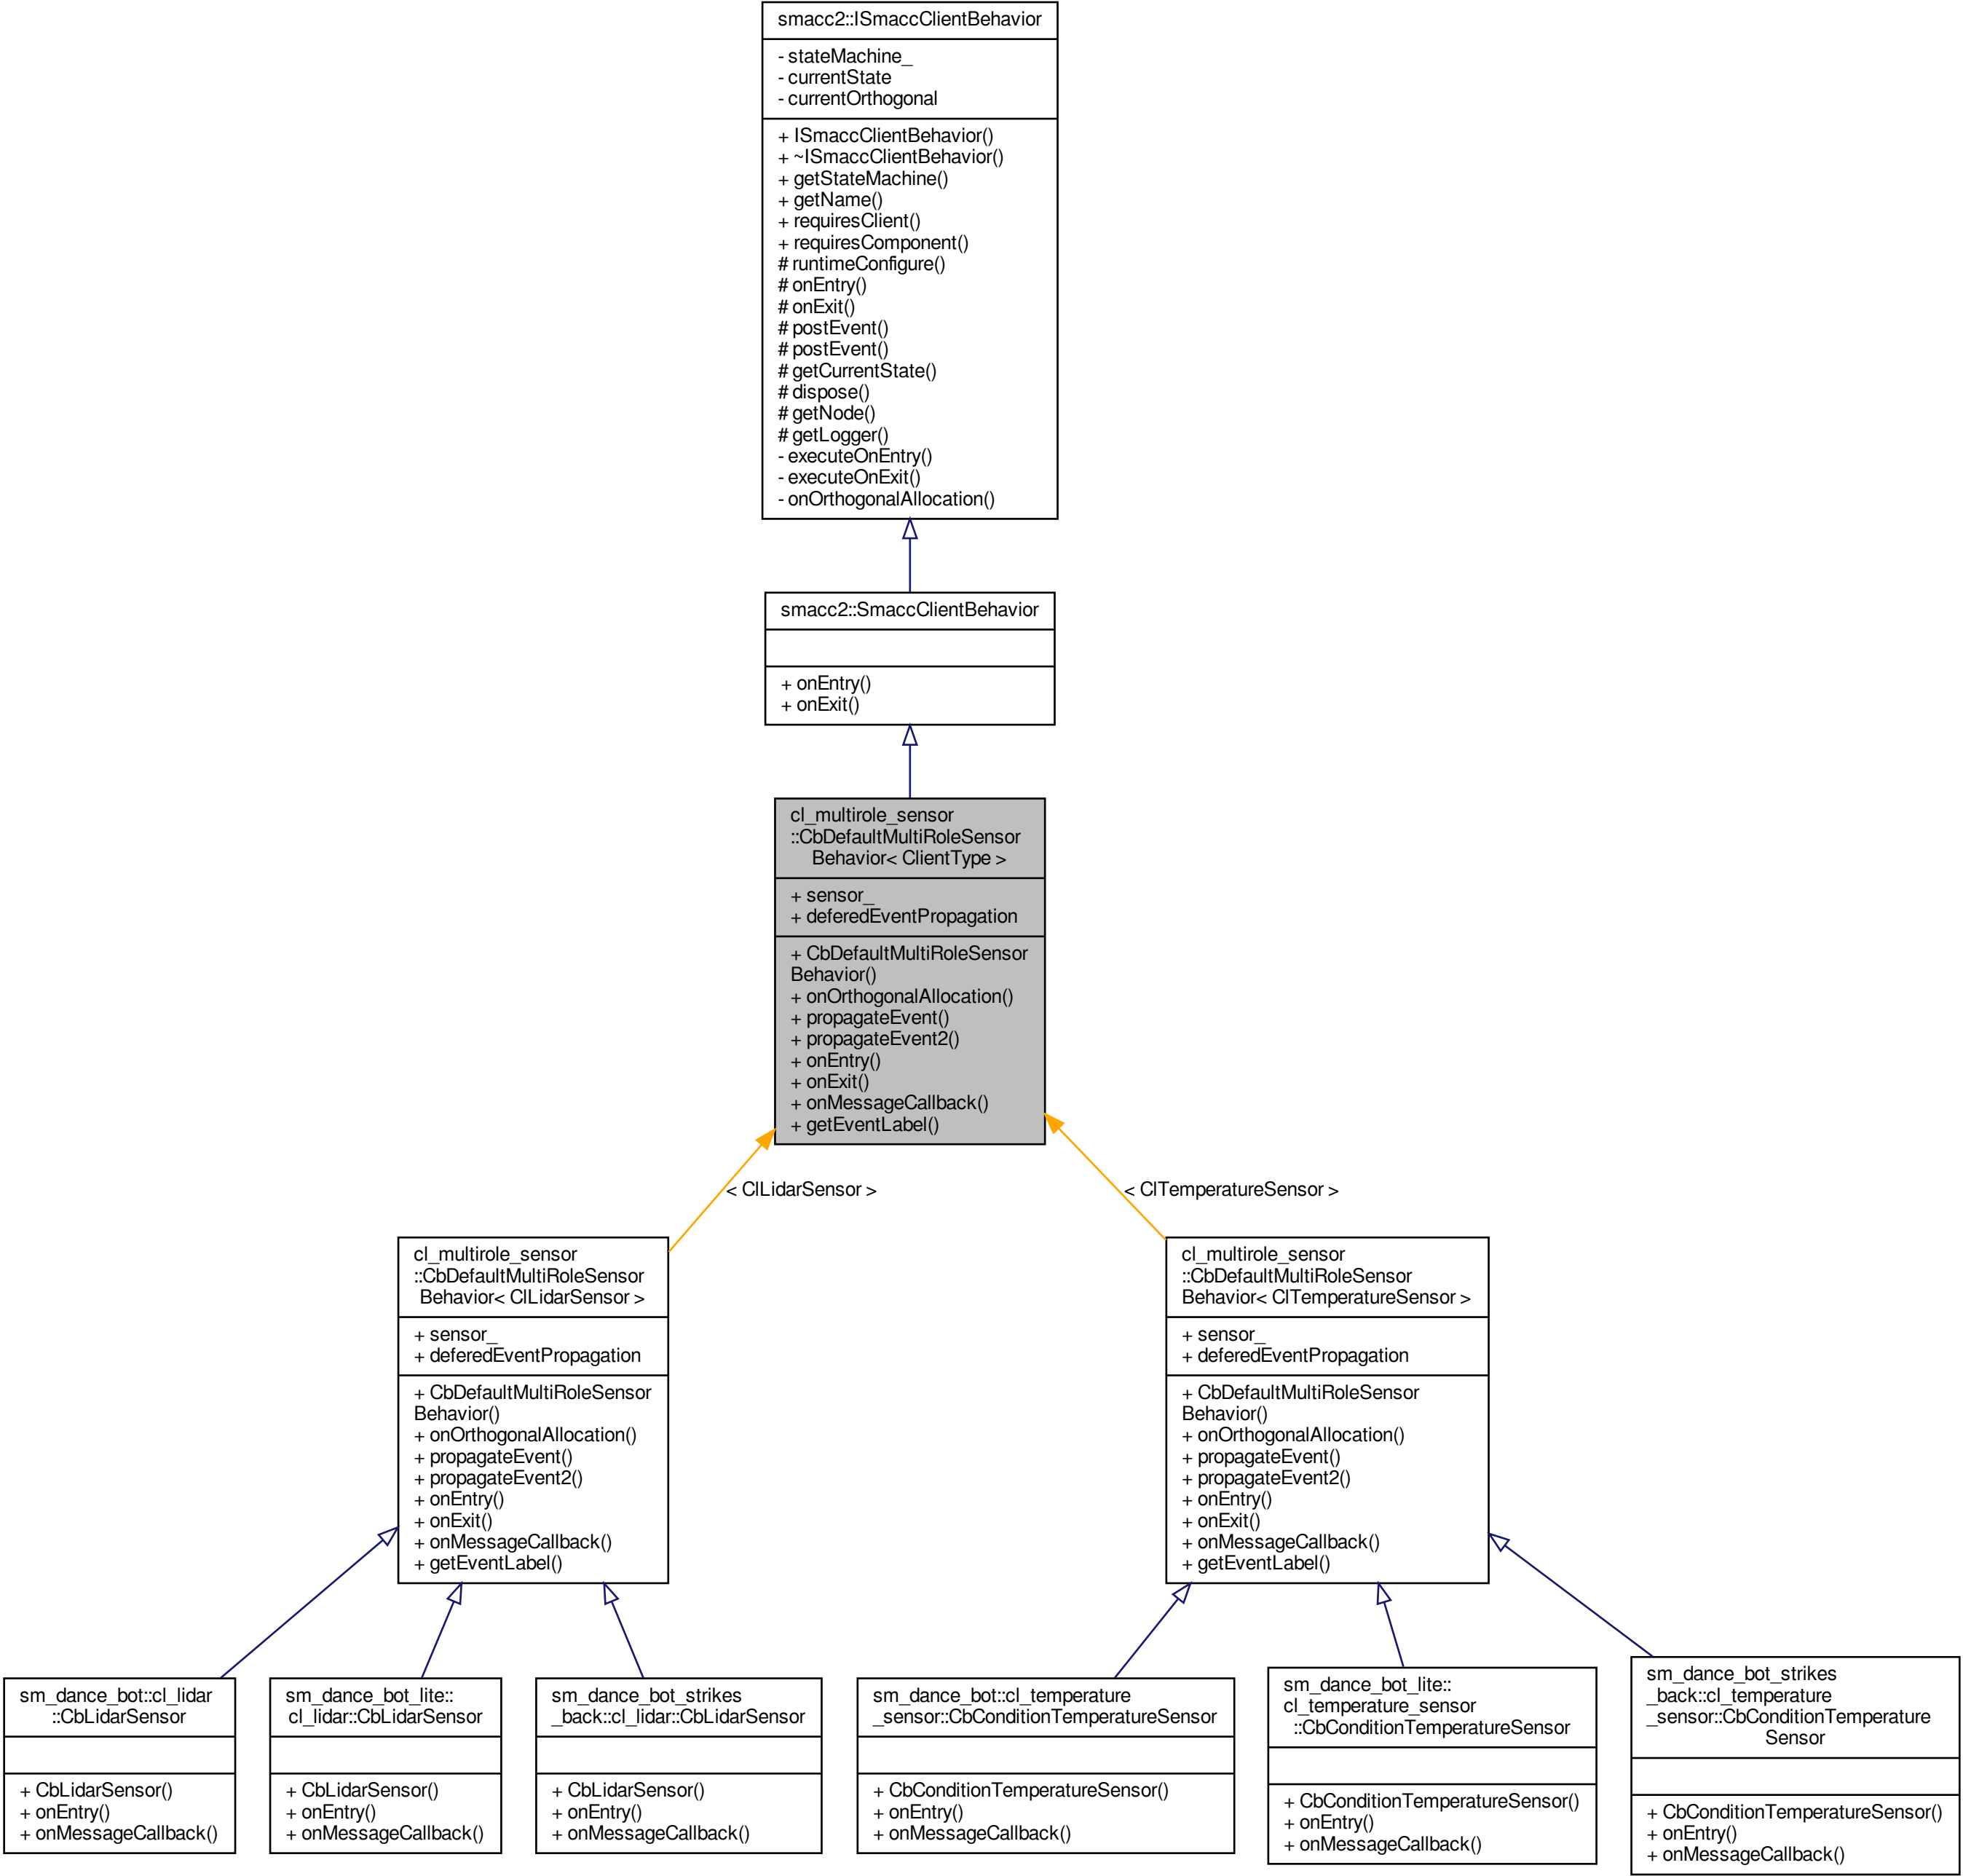 smacc2::ISmaccClientBehavior
- stateMachine_
- currentState
- currentOrthogonal
+ ISmaccClientBehavior()
+ ~ISmaccClientBehavior()
+ getStateMachine()
+ getName()
+ requiresClient()
+ requiresComponent()
# runtimeConfigure()
# onEntry()
# onExit()
# postEvent()
# postEvent()
# getCurrentState()
# dispose()
# getNode()
# getLogger()
- executeOnEntry()
- executeOnExit()
- onOrthogonalAllocation()
smacc2::SmaccClientBehavior
+ onEntry()
+ onExit()
cl_multirole_sensor
::CbDefaultMultiRoleSensor
Behavior< ClientType >
+ sensor_
+ deferedEventPropagation
+ CbDefaultMultiRoleSensor
Behavior()
+ onOrthogonalAllocation()
+ propagateEvent()
+ propagateEvent2()
+ onEntry()
+ onExit()
+ onMessageCallback()
+ getEventLabel()
< ClLidarSensor >
< ClTemperatureSensor >
cl_multirole_sensor
::CbDefaultMultiRoleSensor
Behavior< ClLidarSensor >
+ sensor_
+ deferedEventPropagation
+ CbDefaultMultiRoleSensor
Behavior()
+ onOrthogonalAllocation()
+ propagateEvent()
+ propagateEvent2()
+ onEntry()
+ onExit()
+ onMessageCallback()
+ getEventLabel()
cl_multirole_sensor
::CbDefaultMultiRoleSensor
Behavior< ClTemperatureSensor >
+ sensor_
+ deferedEventPropagation
+ CbDefaultMultiRoleSensor
Behavior()
+ onOrthogonalAllocation()
+ propagateEvent()
+ propagateEvent2()
+ onEntry()
+ onExit()
+ onMessageCallback()
+ getEventLabel()
sm_dance_bot::cl_lidar
::CbLidarSensor
+ CbLidarSensor()
+ onEntry()
+ onMessageCallback()
sm_dance_bot_lite::
cl_lidar::CbLidarSensor
+ CbLidarSensor()
+ onEntry()
+ onMessageCallback()
sm_dance_bot_strikes
_back::cl_lidar::CbLidarSensor
+ CbLidarSensor()
+ onEntry()
+ onMessageCallback()
sm_dance_bot::cl_temperature
_sensor::CbConditionTemperatureSensor
+ CbConditionTemperatureSensor()
+ onEntry()
+ onMessageCallback()
sm_dance_bot_lite::
cl_temperature_sensor
::CbConditionTemperatureSensor
+ CbConditionTemperatureSensor()
+ onEntry()
+ onMessageCallback()
sm_dance_bot_strikes
_back::cl_temperature
_sensor::CbConditionTemperature
Sensor
+ CbConditionTemperatureSensor()
+ onEntry()
+ onMessageCallback()